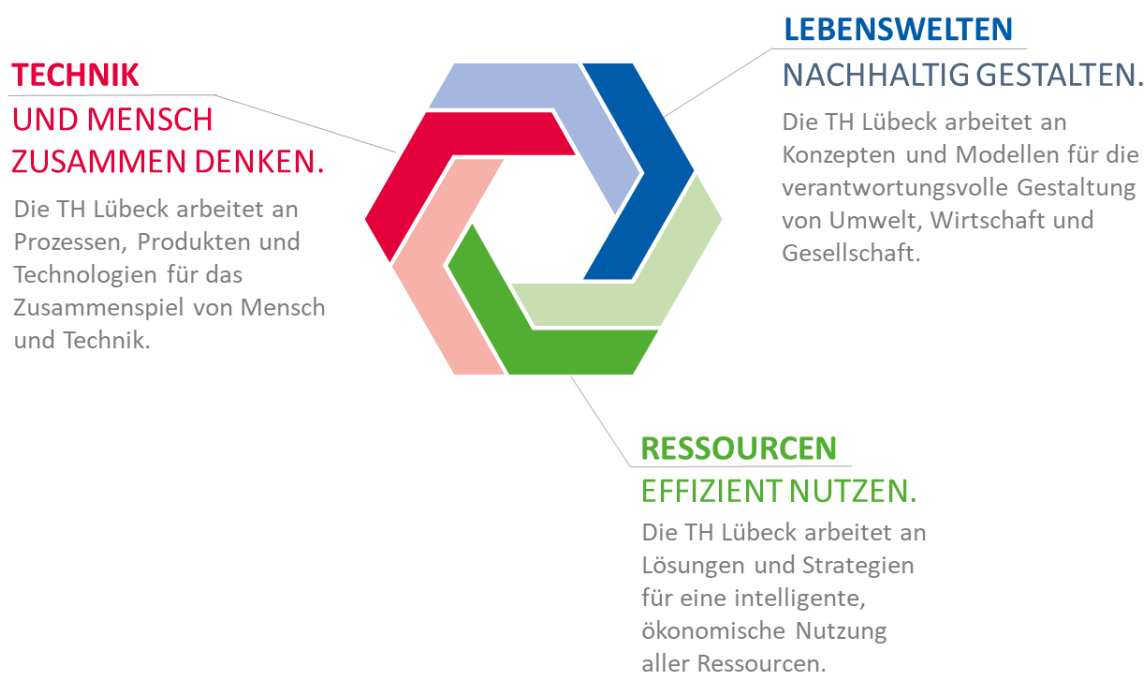 TECHNIK
UND MENSCH
ZUSAMMEN DENKEN.
Die TH Lübeck arbeitet an
Prozessen, Produkten und
Technologien für das
Zusammenspiel von Mensch
und Technik.
LEBENSWELTEN
NACHHALTIG GESTALTEN.
Die TH Lübeck arbeitet an
Konzepten und Modellen für die
verantwortungsvolle Gestaltung
von Umwelt, Wirtschaft und
Gesellschaft.
RESSOURCEN
EFFIZIENT NUTZEN.
Die TH Lübeck arbeitet an
Lösungen und Strategien
für eine intelligente,
ökonomische Nutzung
aller Ressourcen.